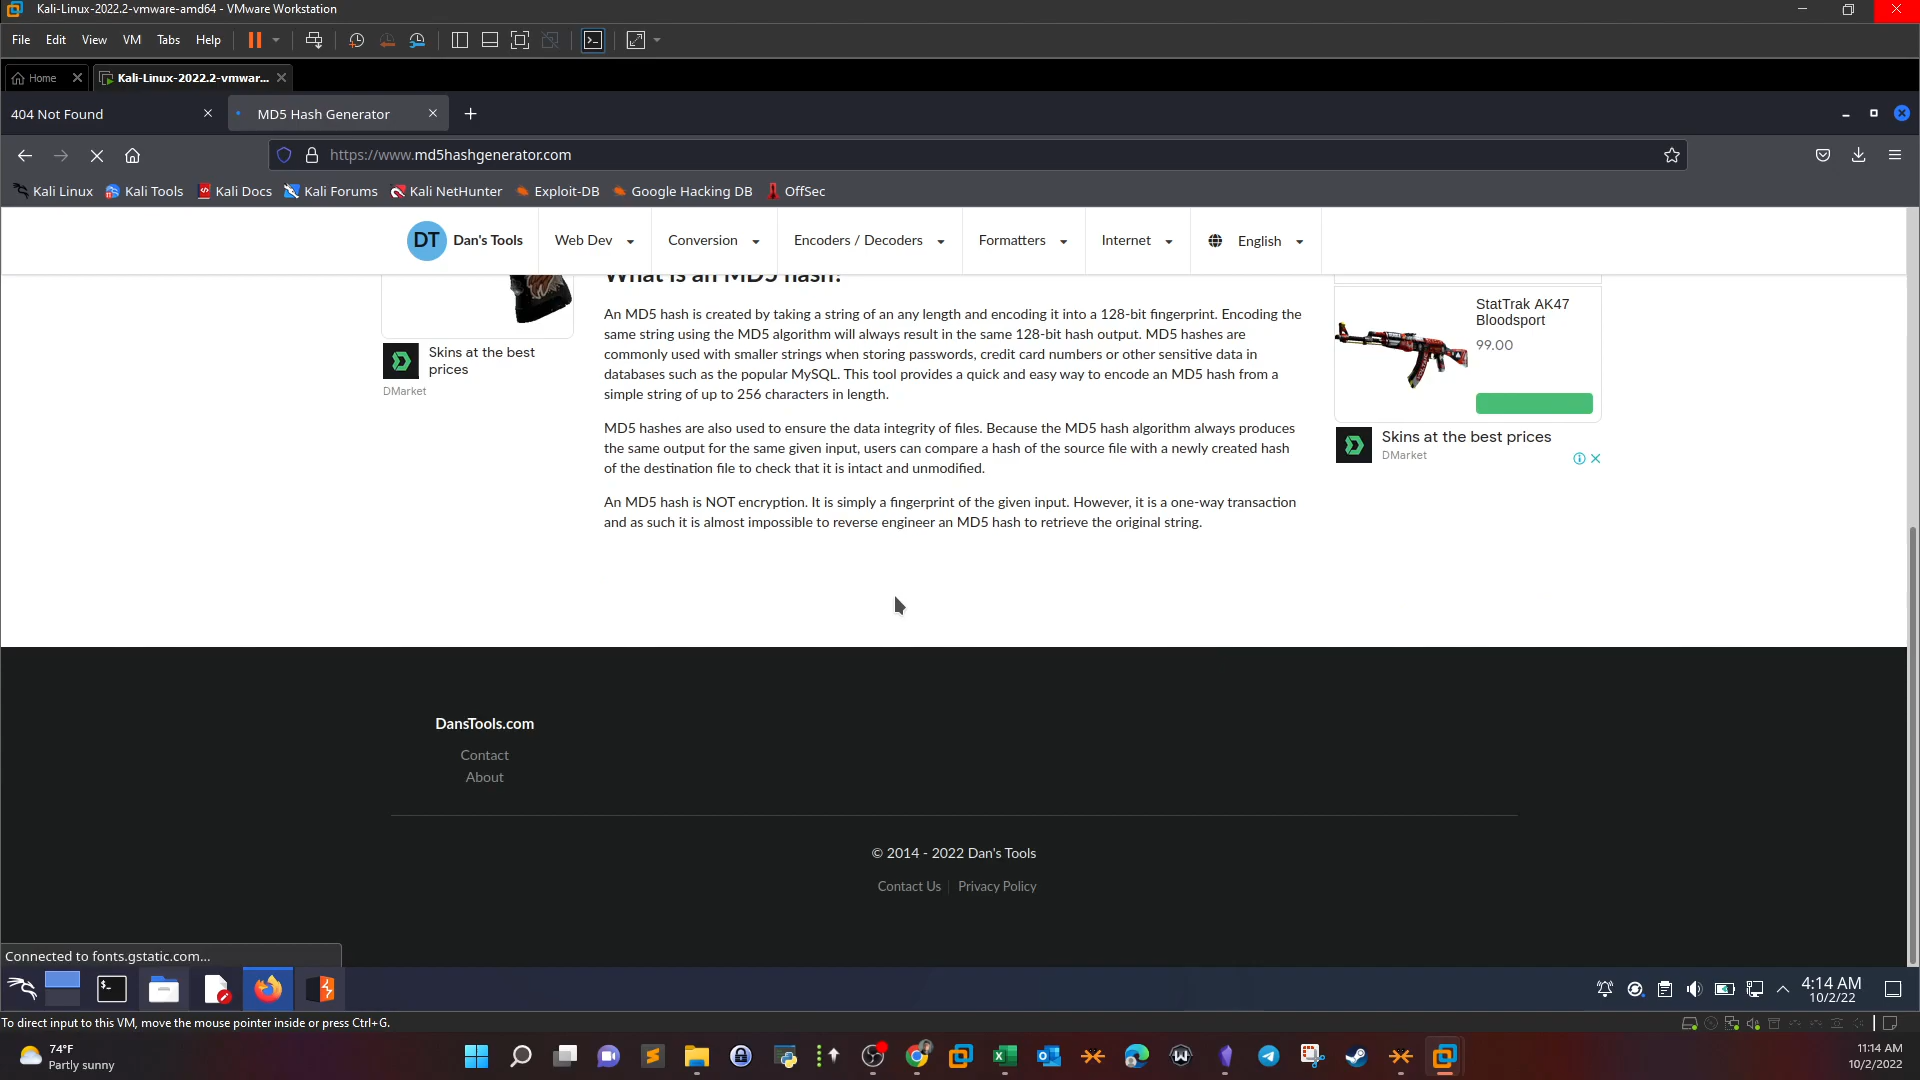 Kali-Linux-2022.2-vmware-amd64 - VMware Workstation
File Edit View VM Tabs Help
Home Kali-Linux-2022.2-vmwar...
404 Not Found MD5 Hash Generator
https://www.md5hashgenerator.com
Kali Linux Kali Tools Kali Docs Kali Forums Kali NetHunter Exploit-DB Google Hacking DB OffSec
DT Dan's Tools Web Dev Conversion Encoders / Decoders Formatters Internet English
What is an MD5 hash?
An MD5 hash is created by taking a string of an any length and encoding it into a 128-bit fingerprint. Encoding the
same string using the MD5 algorithm will always result in the same 128-bit hash output. MD5 hashes are
commonly used with smaller strings when storing passwords, credit card numbers or other sensitive data in
databases such as the popular MySQL. This tool provides a quick and easy way to encode an MD5 hash from a
simple string of up to 256 characters in length.
MD5 hashes are also used to ensure the data integrity of files. Because the MD5 hash algorithm always produces
the same output for the same given input, users can compare a hash of the source file with a newly created hash
of the destination file to check that it is intact and unmodified.
An MD5 hash is NOT encryption. It is simply a fingerprint of the given input. However, it is a one-way transaction
and as such it is almost impossible to reverse engineer an MD5 hash to retrieve the original string.
Skins at the best
prices
DMarket
StatTrak AK47
Bloodsport
99.00
Skins at the best prices
DMarket
DansTools.com
Contact
About
© 2014 - 2022 Dan's Tools
Contact Us Privacy Policy
Connected to fonts.gstatic.com...
4:14 AM
10/2/22
To direct input to this VM, move the mouse pointer inside or press Ctrl+G.
74°F
Partly sunny
11:14 AM
10/2/2022